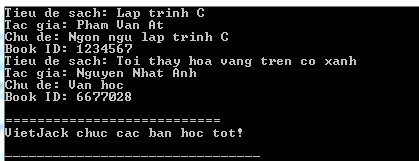 Tieu de sach: Lap trinh C
Tac gia: Pham Van At
Chu de: Ngon ngu lap trinh C
Book ID: 1234567
Tieu de sach: Toi thay hoa vang tren co xanh
Tac gia: Nguyen Nhat Anh
Chu de: Van hoc
Book ID: 6677028
===========================
VietJack chuc cac ban hoc tot!
--------------------------------